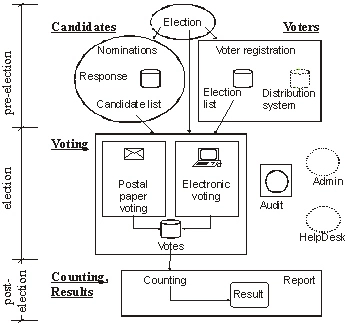 Election
Candidates
Voters
Nominations
Voter registration
Response
Election
list
Distribution
system
Candidate list
pre-election
Voting
Postal
paper
voting
Electronic
voting
Votes
Audit
Admin
HelpDesk
election
Counting,
Results
Counting
Report
Result
post-
election